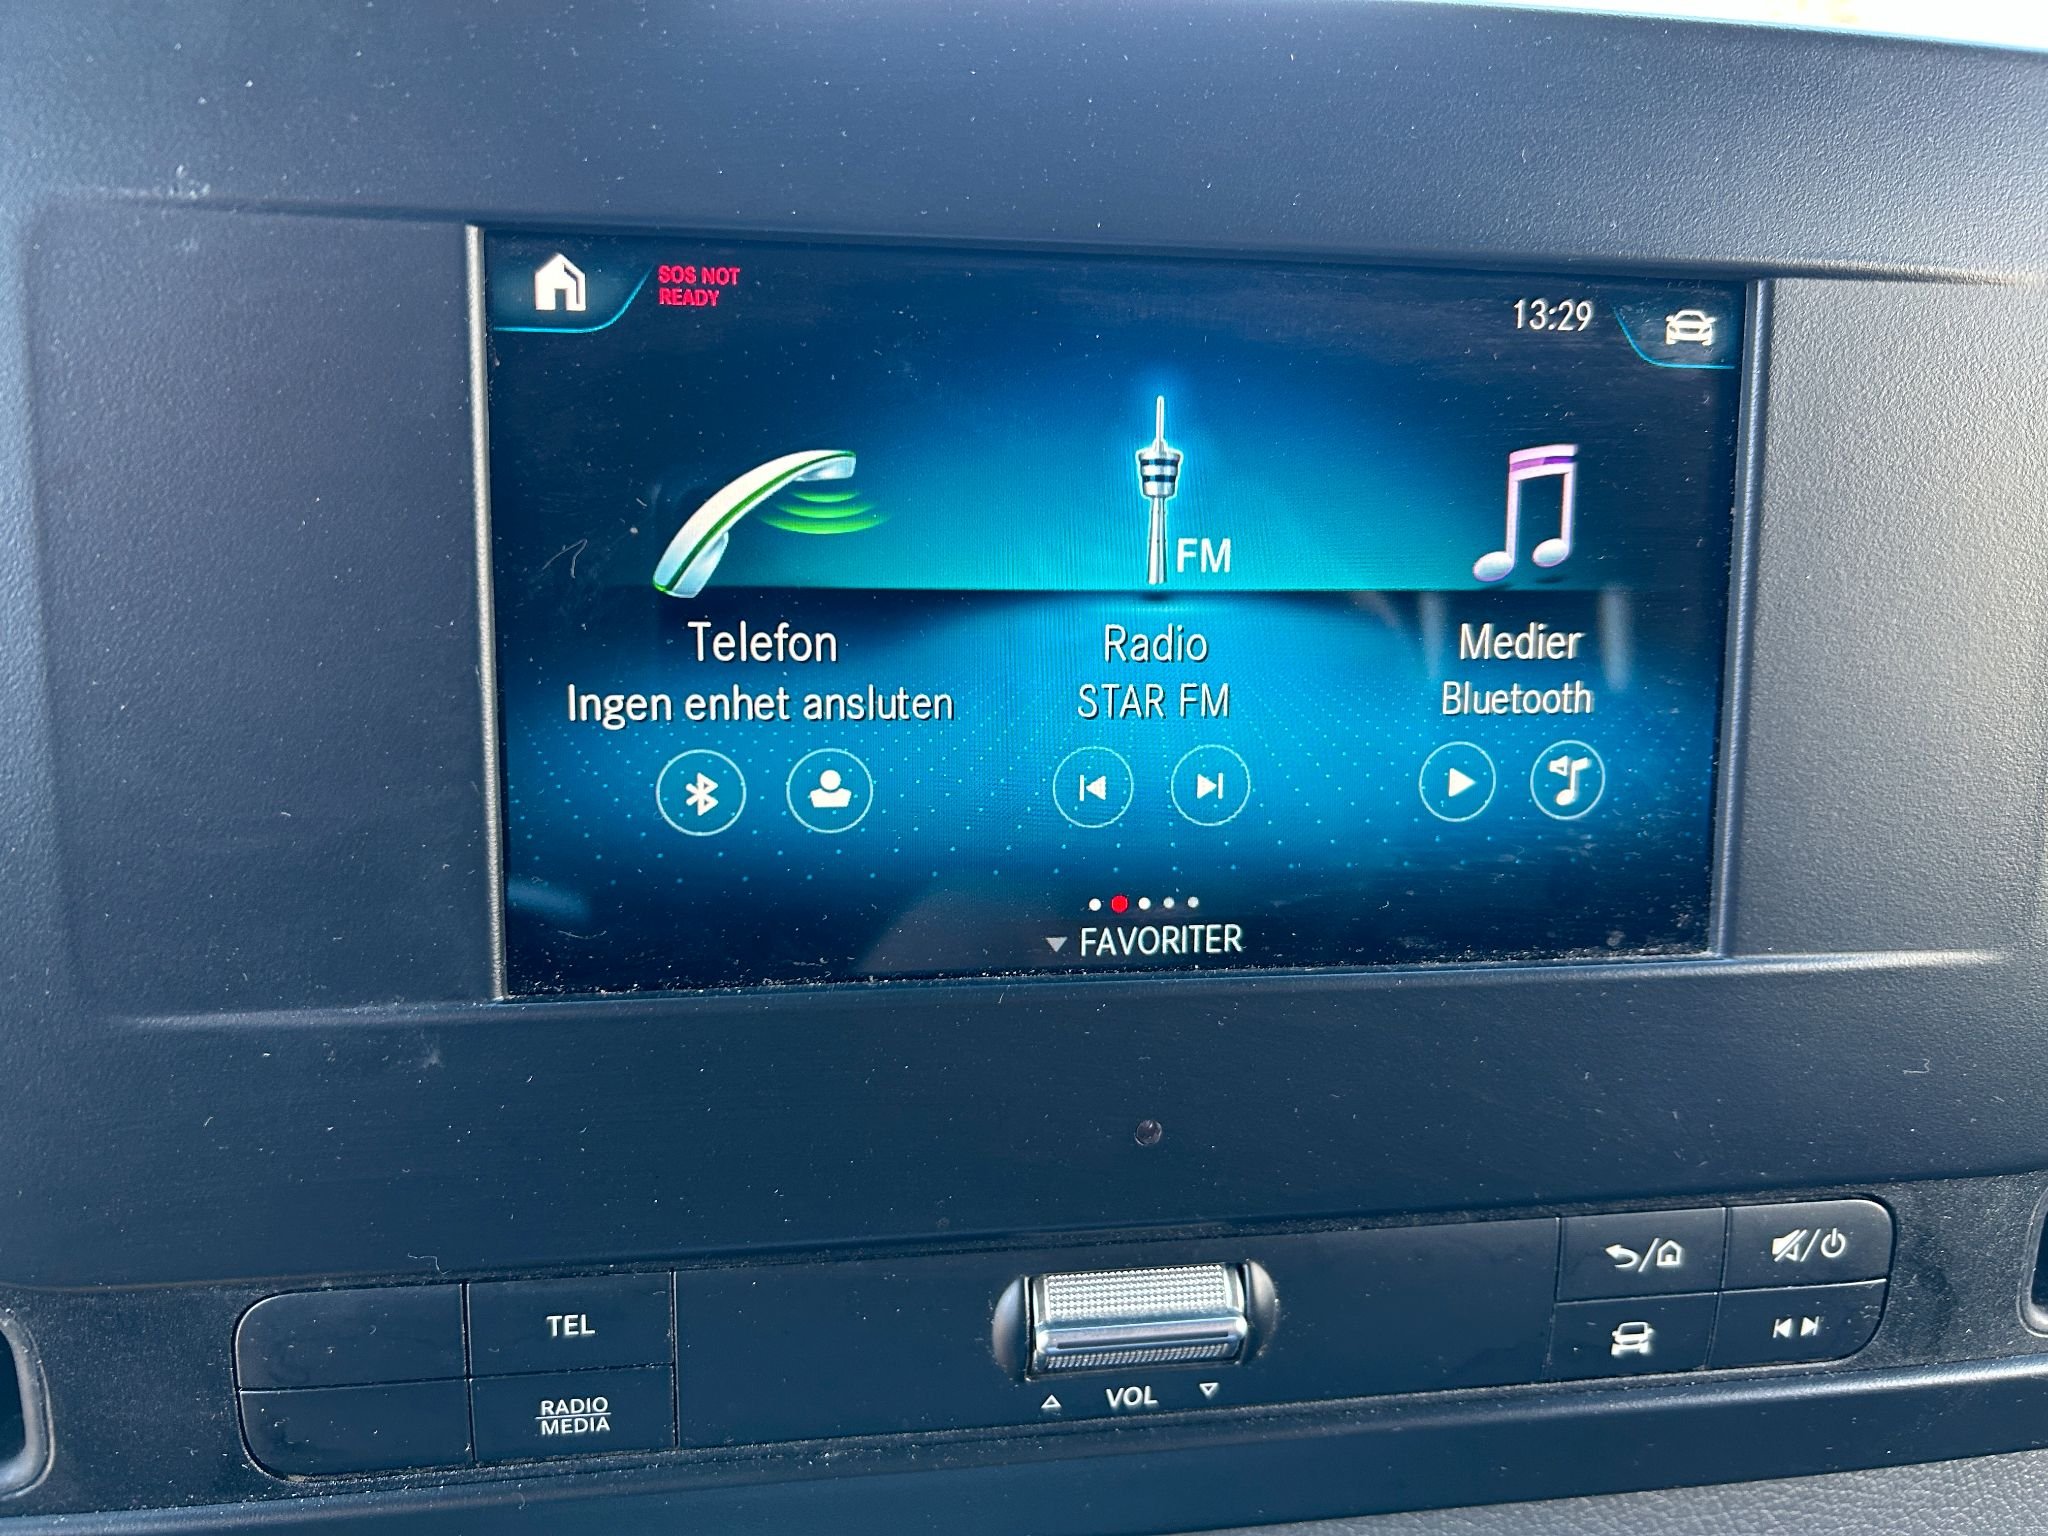 SOS NOT
READY
13:29
FM
Telefon
Radio
Medier
Ingen enhet ansluten
STAR FM
Bluetooth
FAVORITER
TEL
RADIO
MEDIA
VOL